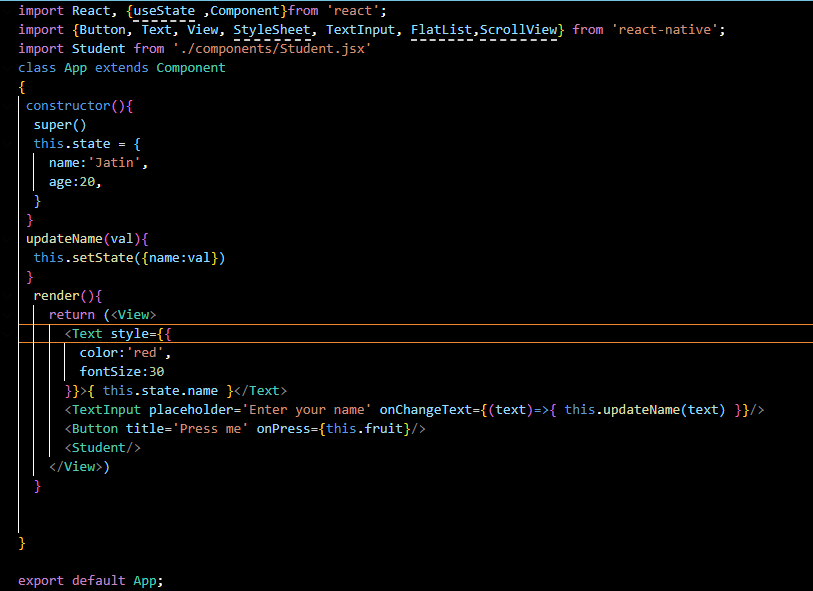 import React, {useState ,Component}from 'react';
import {Button, Text, View, StyleSheet, TextInput, FlatList,ScrollView} from 'react-native';
import Student from './components/Student.jsx'
class App extends Component
{
 constructor(){
  super()
  this.state = {
    name:'Jatin',
    age:20,
  }
 }
 updateName(val){
  this.setState({name:val})
 }
  render(){
    return (<View>
      <Text style={{
        color:'red',
        fontSize:30
      }}>{ this.state.name }</Text>
      <TextInput placeholder='Enter your name' onChangeText={(text)=>{ this.updateName(text) }}/>
      <Button title='Press me' onPress={this.fruit}/>
      <Student/>
    </View>)
  }
}
export default App;